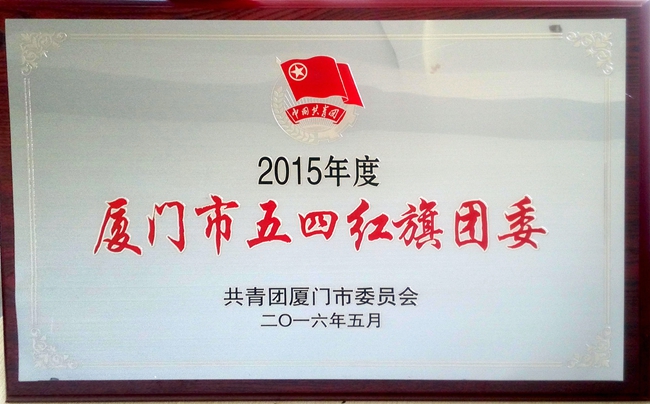 中国共青团
2015年度
厦门市五四红旗团委
共青团厦门市委员会
二〇一六年五月